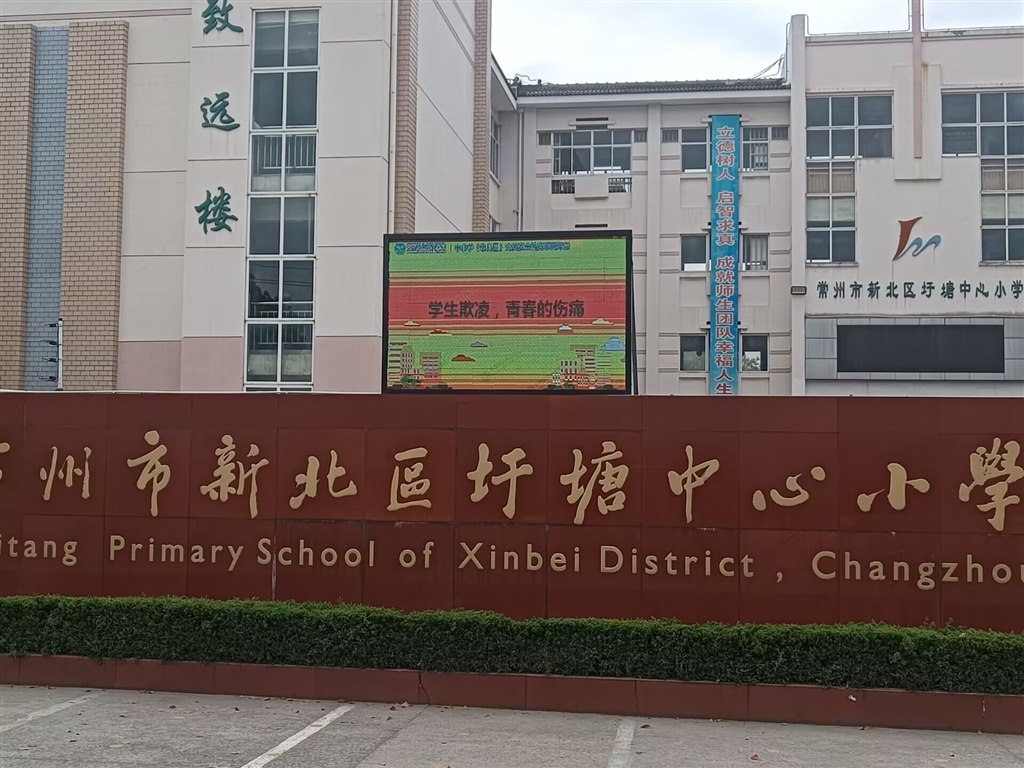 致远楼
学生欺凌，青春的伤痛
立德树人 启智求真 成就师生团队幸福人生
常州市新北区圩塘中心小学
州市新北區圩塘中心小學
itang Primary School of Xinbei District , Changzhou